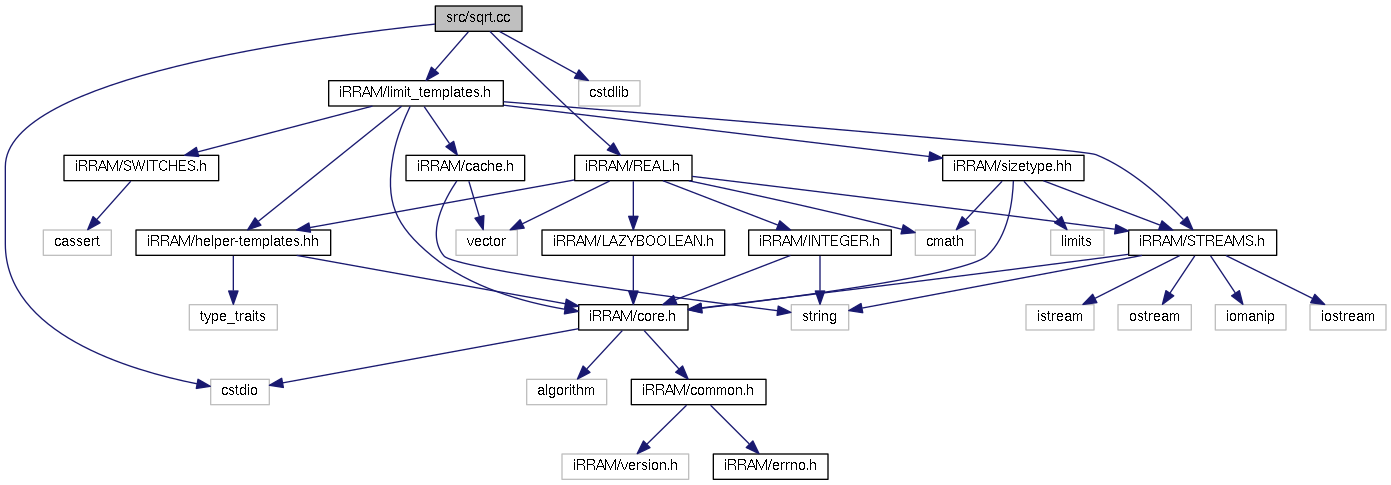 src/sqrt.cc
iRRAM/limit_templates.h
cstdlib
iRRAM/SWITCHES.h
iRRAM/cache.h
iRRAM/REAL.h
iRRAM/sizetype.hh
cassert
iRRAM/helper-templates.hh
vector
iRRAM/LAZYBOOLEAN.h
iRRAM/INTEGER.h
cmath
limits
iRRAM/STREAMS.h
type_traits
iRRAM/core.h
string
istream
ostream
iomanip
iostream
cstdio
algorithm
iRRAM/common.h
iRRAM/version.h
iRRAM/errno.h